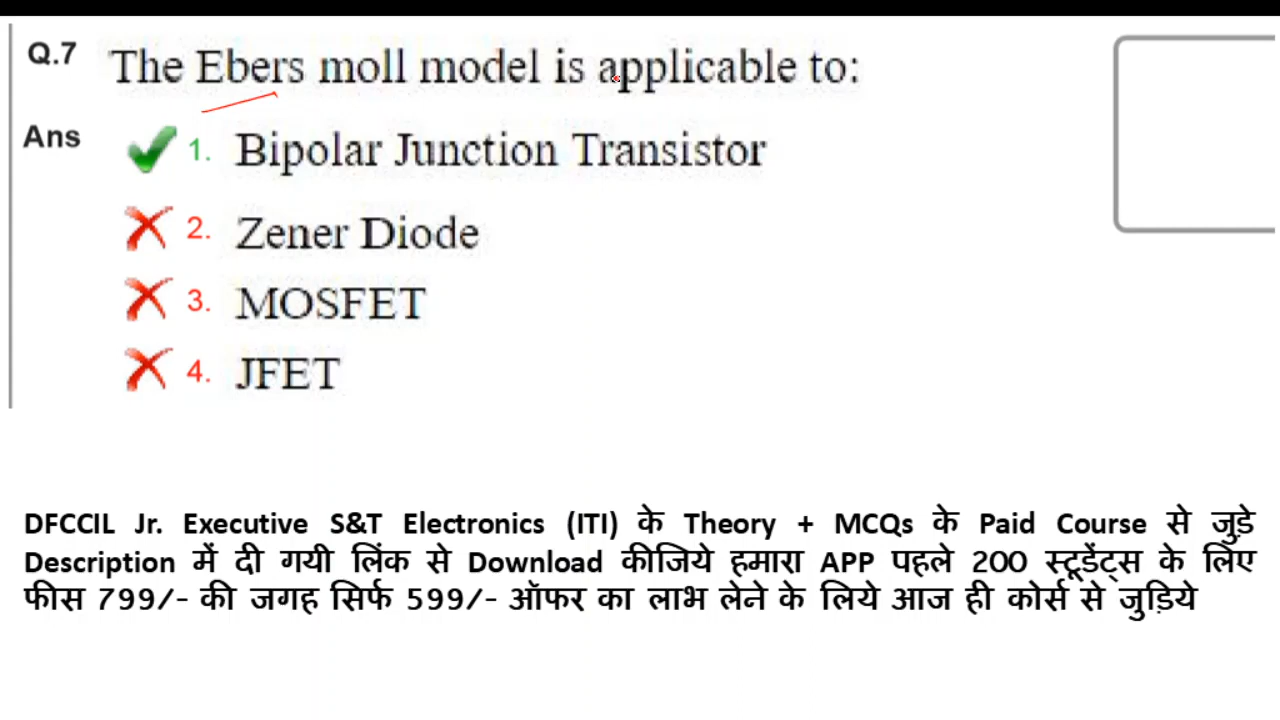 Q.7 The Ebers moll model is applicable to:
Ans 1. Bipolar Junction Transistor
2. Zener Diode
3. MOSFET
4. JFET
DFCCIL Jr. Executive S&T Electronics (ITI) के Theory + MCQs के Paid Course से जुड़े
Description में दी गयी लिंक से Download कीजिये हमारा APP पहले 200 स्टूडेंट्स के लिए
फीस 799/- की जगह सिर्फ 599/- ऑफर का लाभ लेने के लिये आज ही कोर्स से जुड़िये